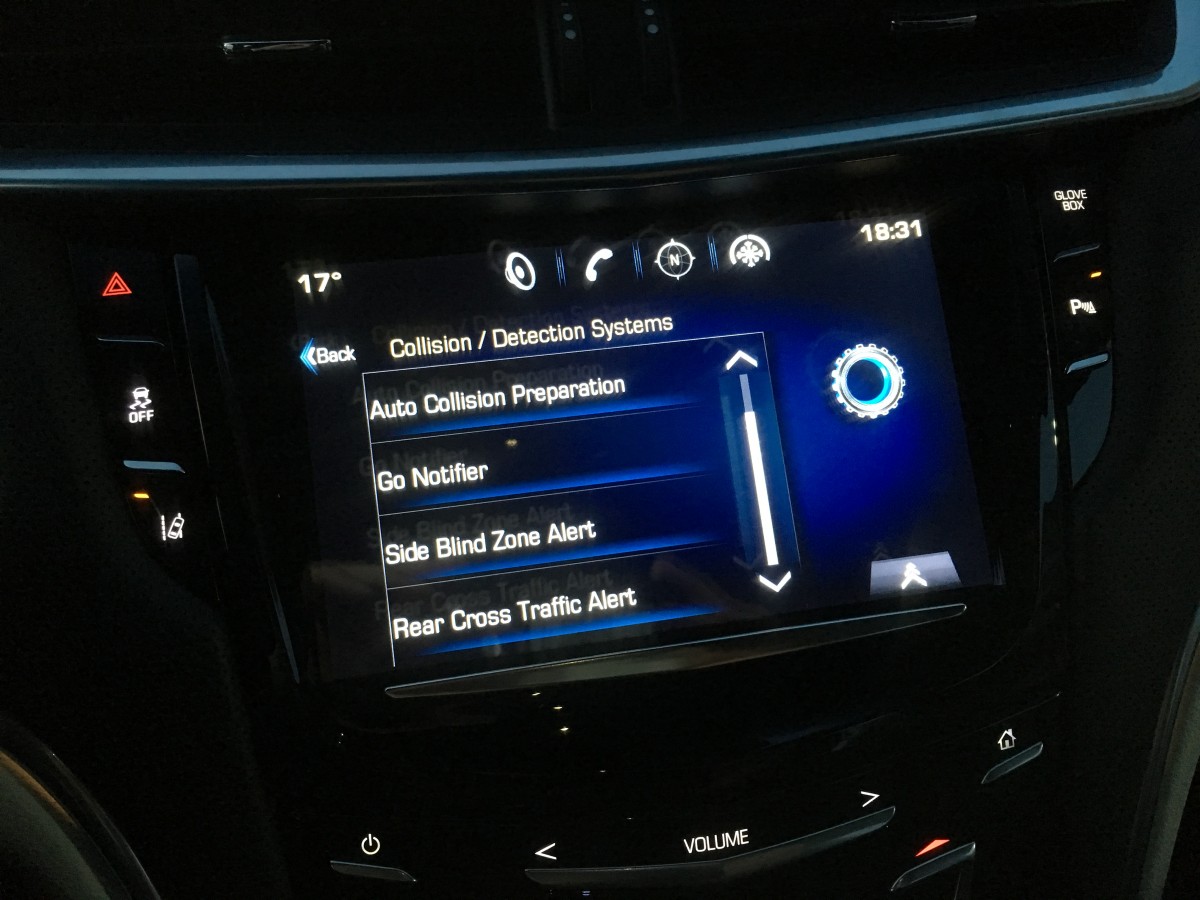 GLOVE
BOX
17°
N
18:31
Back
Collision / Detection Systems
Auto Collision Preparation
Go Notifier
Side Blind Zone Alert
Rear Cross Traffic Alert
OFF
P
< VOLUME >